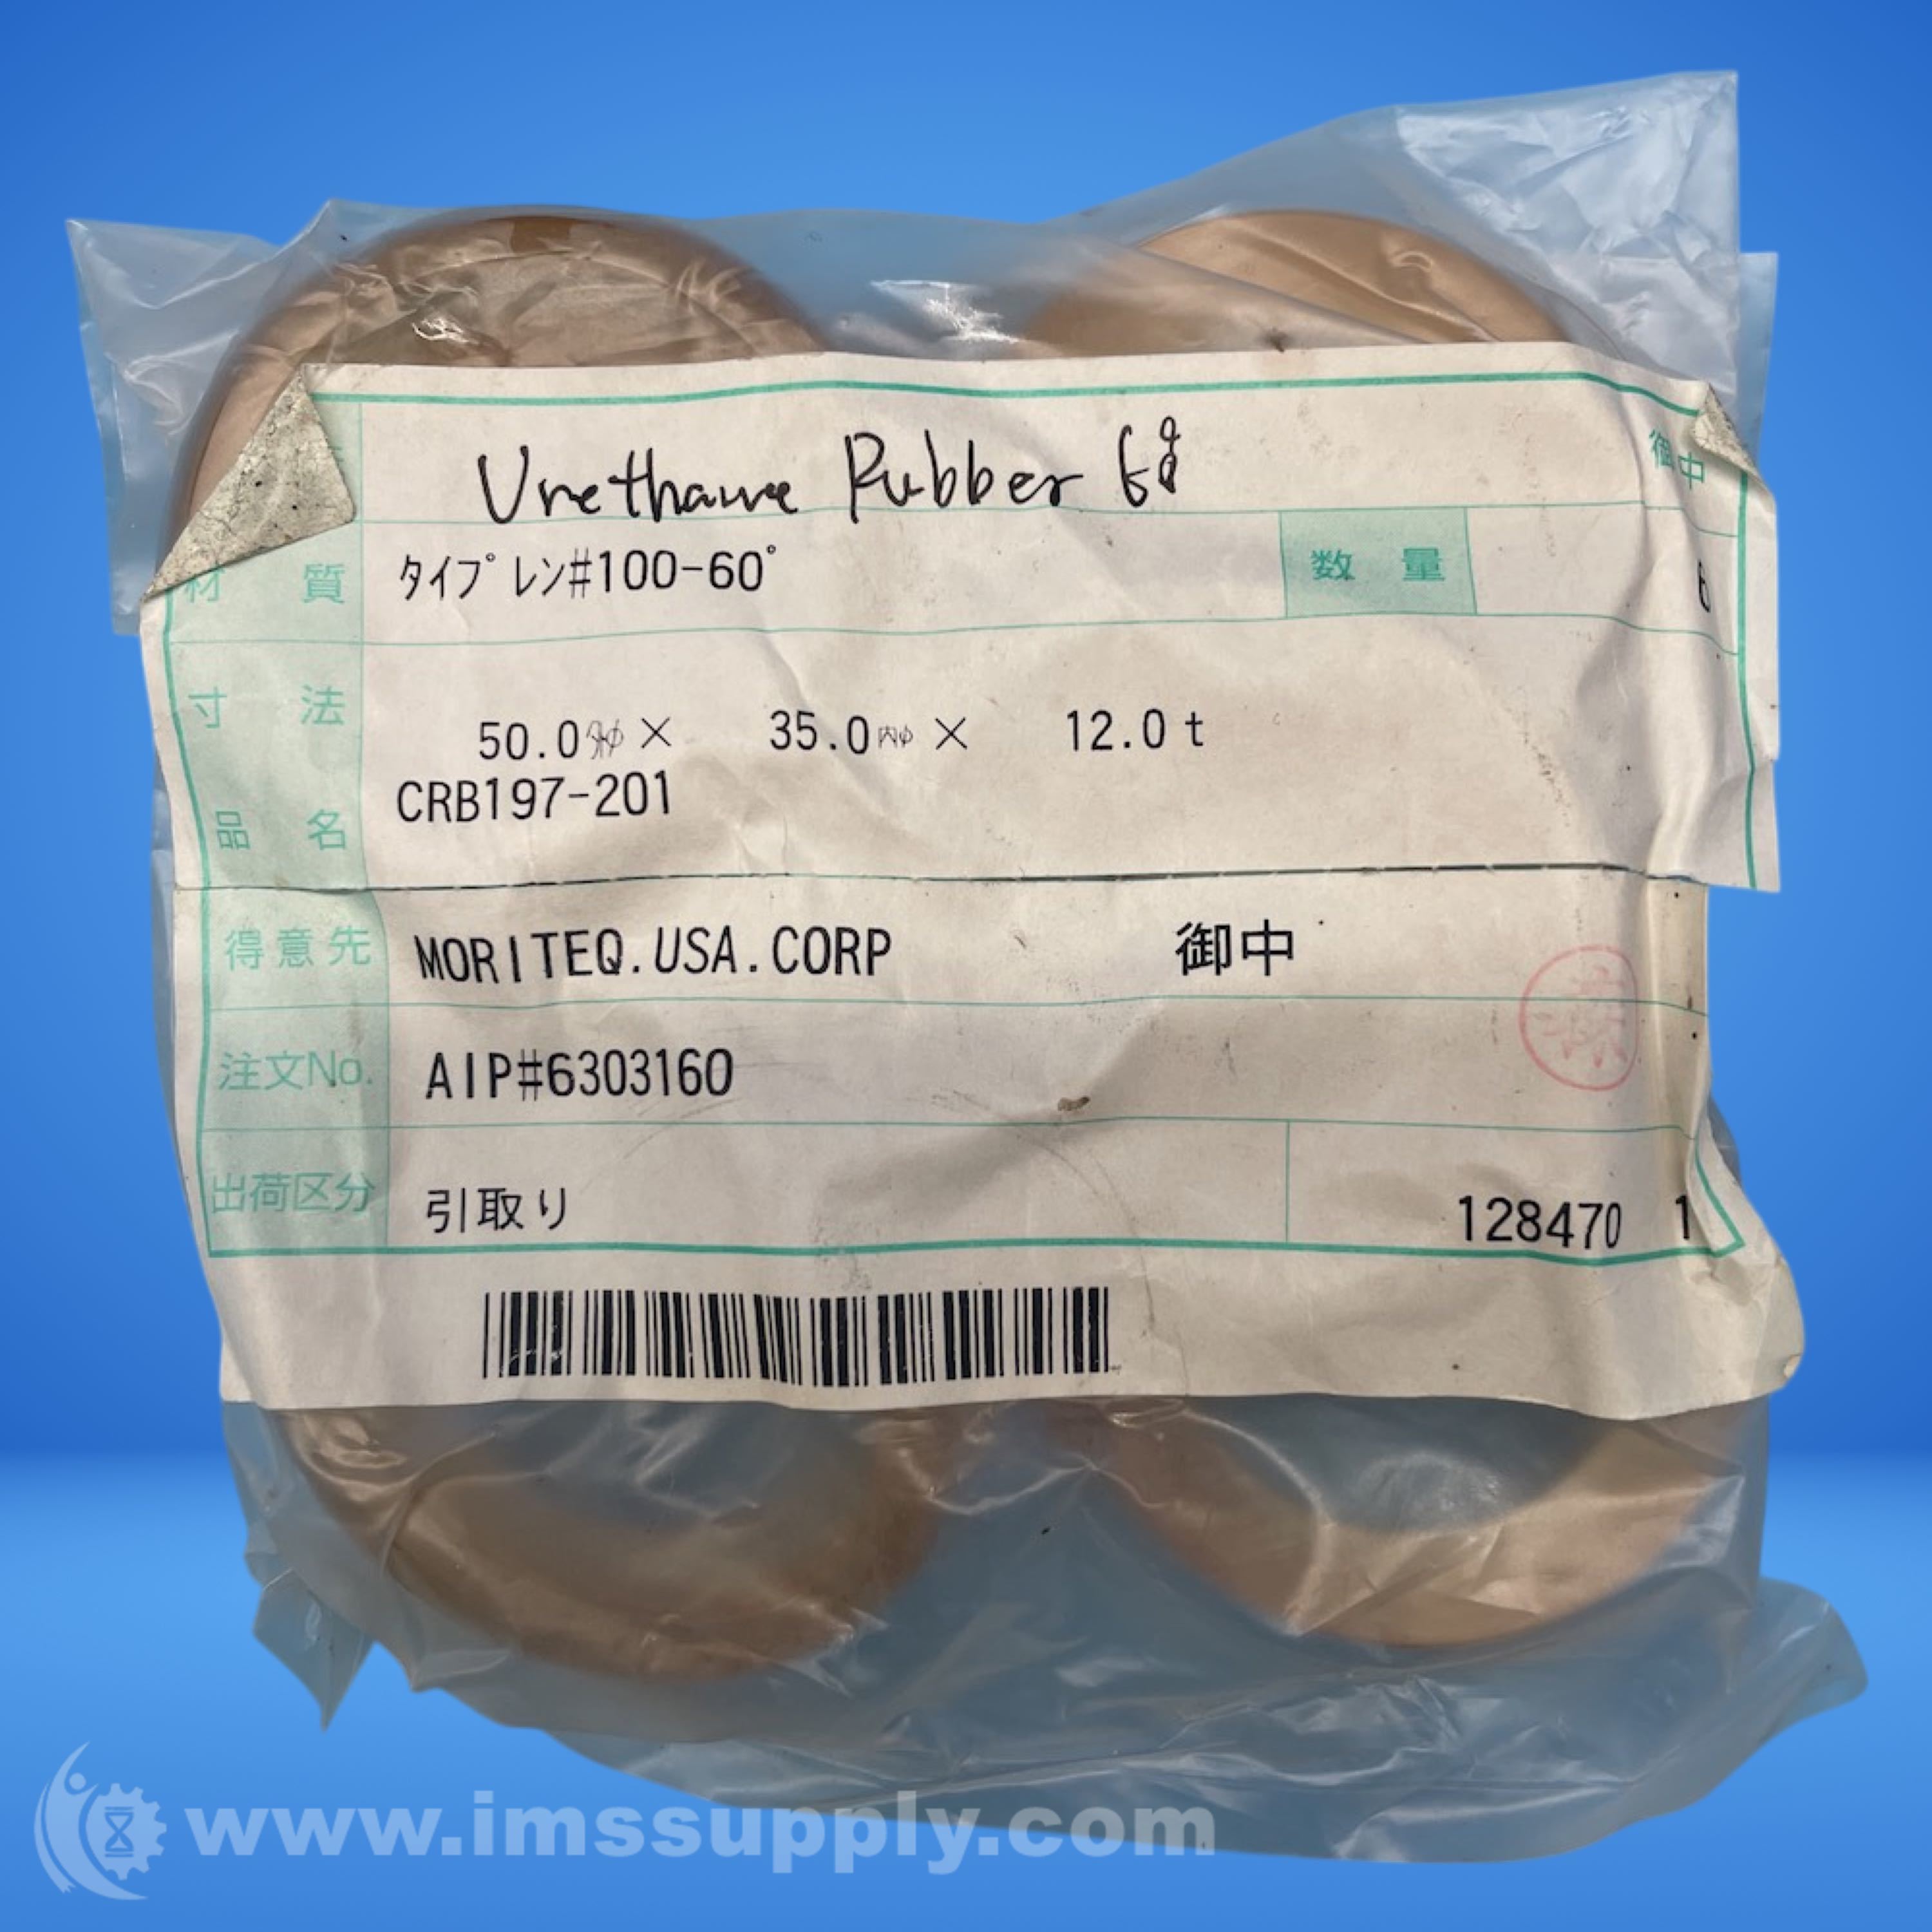 御中
Urethane Rubber 6
材 質 タイプレン#100-60° 数 量 6
寸 法 50.0外φ × 35.0内φ × 12.0 t
品 名 CRB197-201
得意先 MORITEQ.USA.CORP 御中
注文No. AIP#6303160
出荷区分 引取り 128470 1
www.imssupply.com